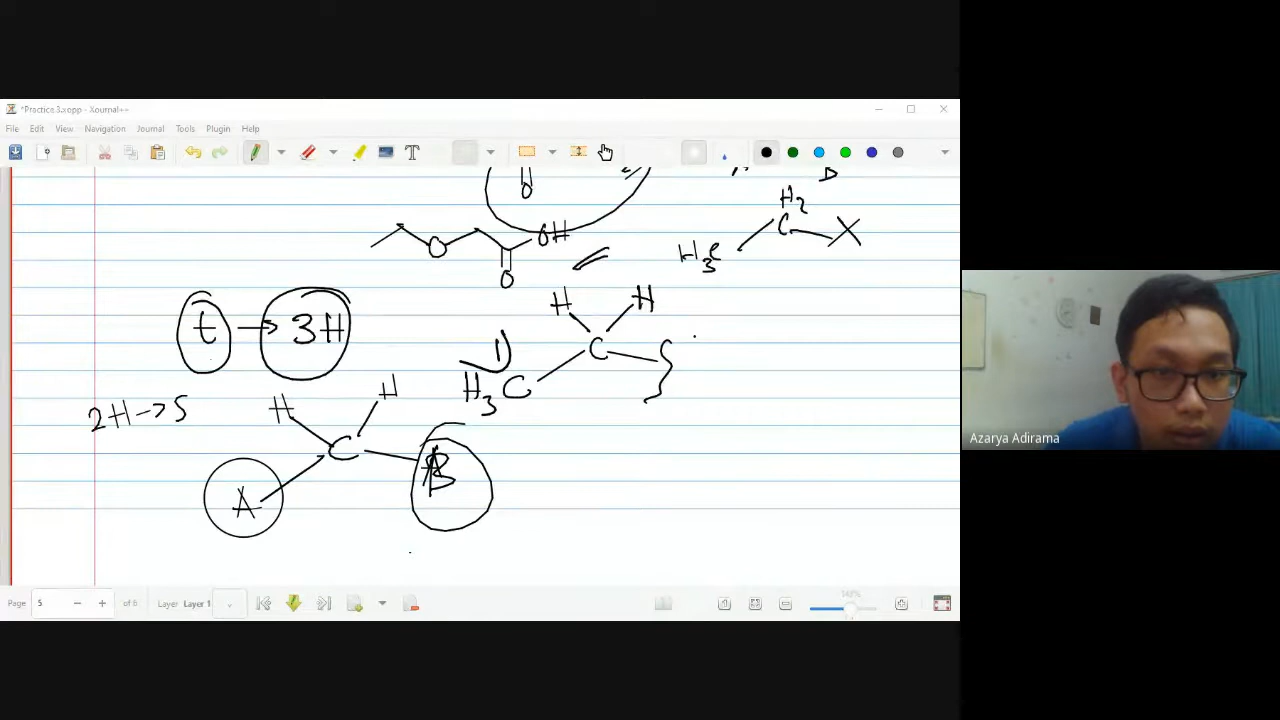 *Practice 3.xopp - Xournal++
File Edit View Navigation Journal Tools Plugin Help
T
O
H2
C
X
H3C
O
OH
O
H H
C
t → 3H
H3C
2H → S
H H
C
A
B
Azarya Adirama
Page 5 of 6 Layer Layer 1
148%